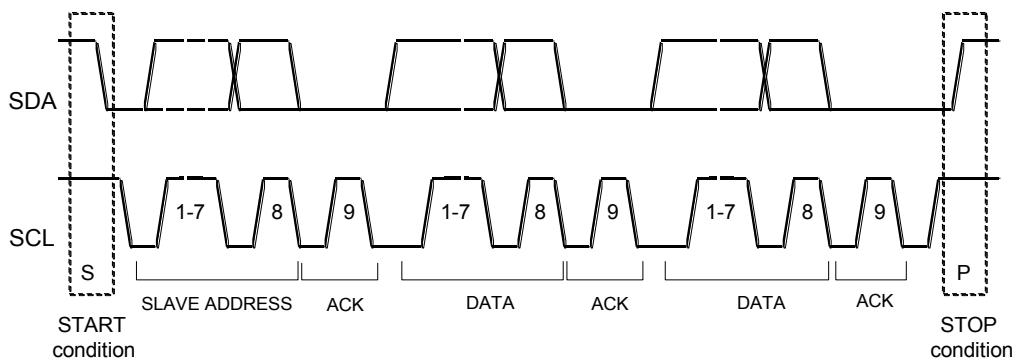 SDA
SCL
1-7 8 9 1-7 8 9 1-7 8 9
S P
SLAVE ADDRESS ACK DATA ACK DATA ACK
START
condition
STOP
condition